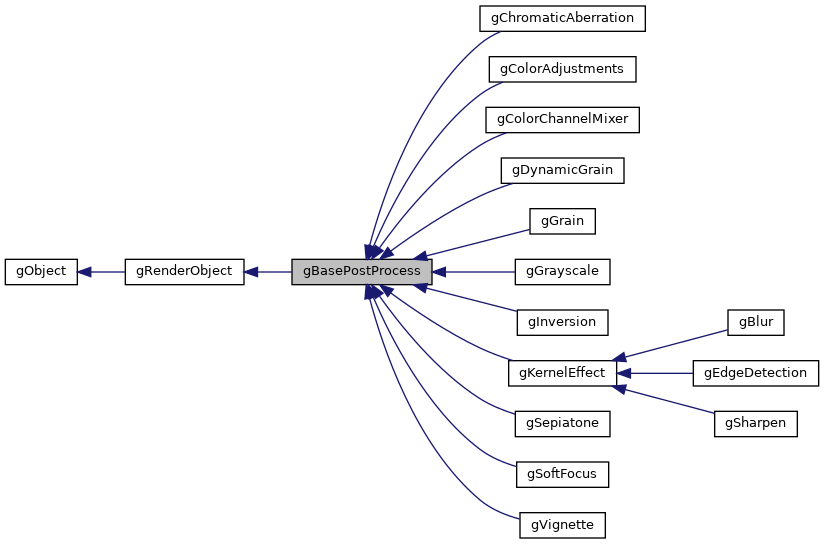 gChromaticAberration
gColorAdjustments
gColorChannelMixer
gDynamicGrain
gGrain
gObject
gRenderObject
gBasePostProcess
gGrayscale
gInversion
gBlur
gKernelEffect
gEdgeDetection
gSepiatone
gSharpen
gSoftFocus
gVignette